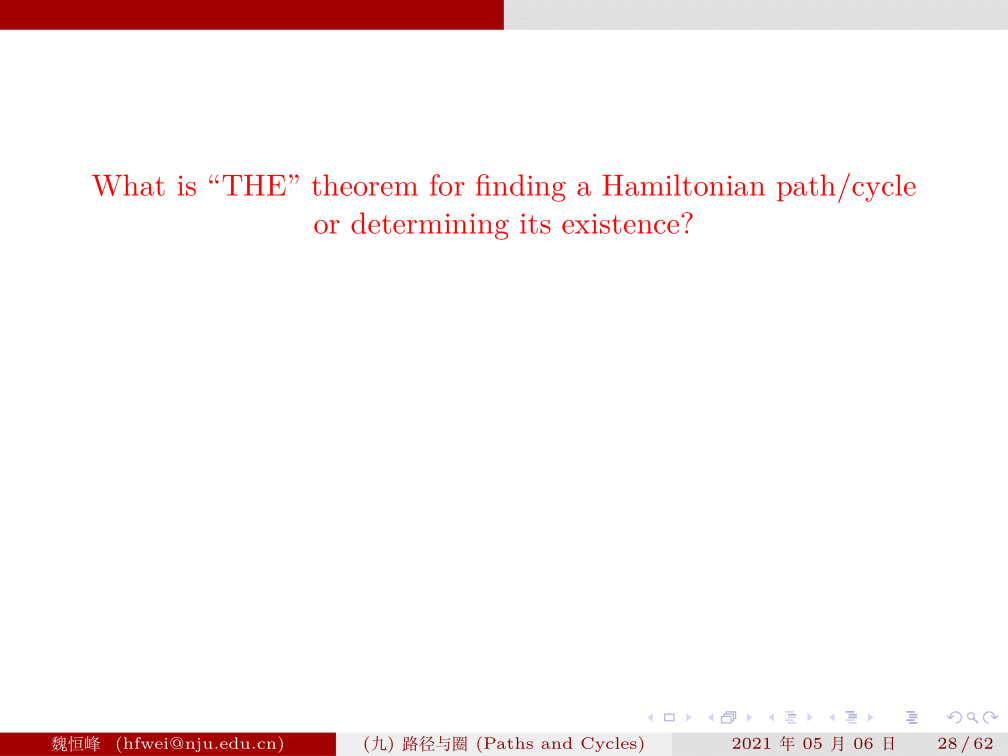 What is “THE” theorem for finding a Hamiltonian path/cycle
or determining its existence?
魏恒峰 (hfwei@nju.edu.cn) (九) 路径与圈 (Paths and Cycles) 2021 年 05 月 06 日 28 / 62